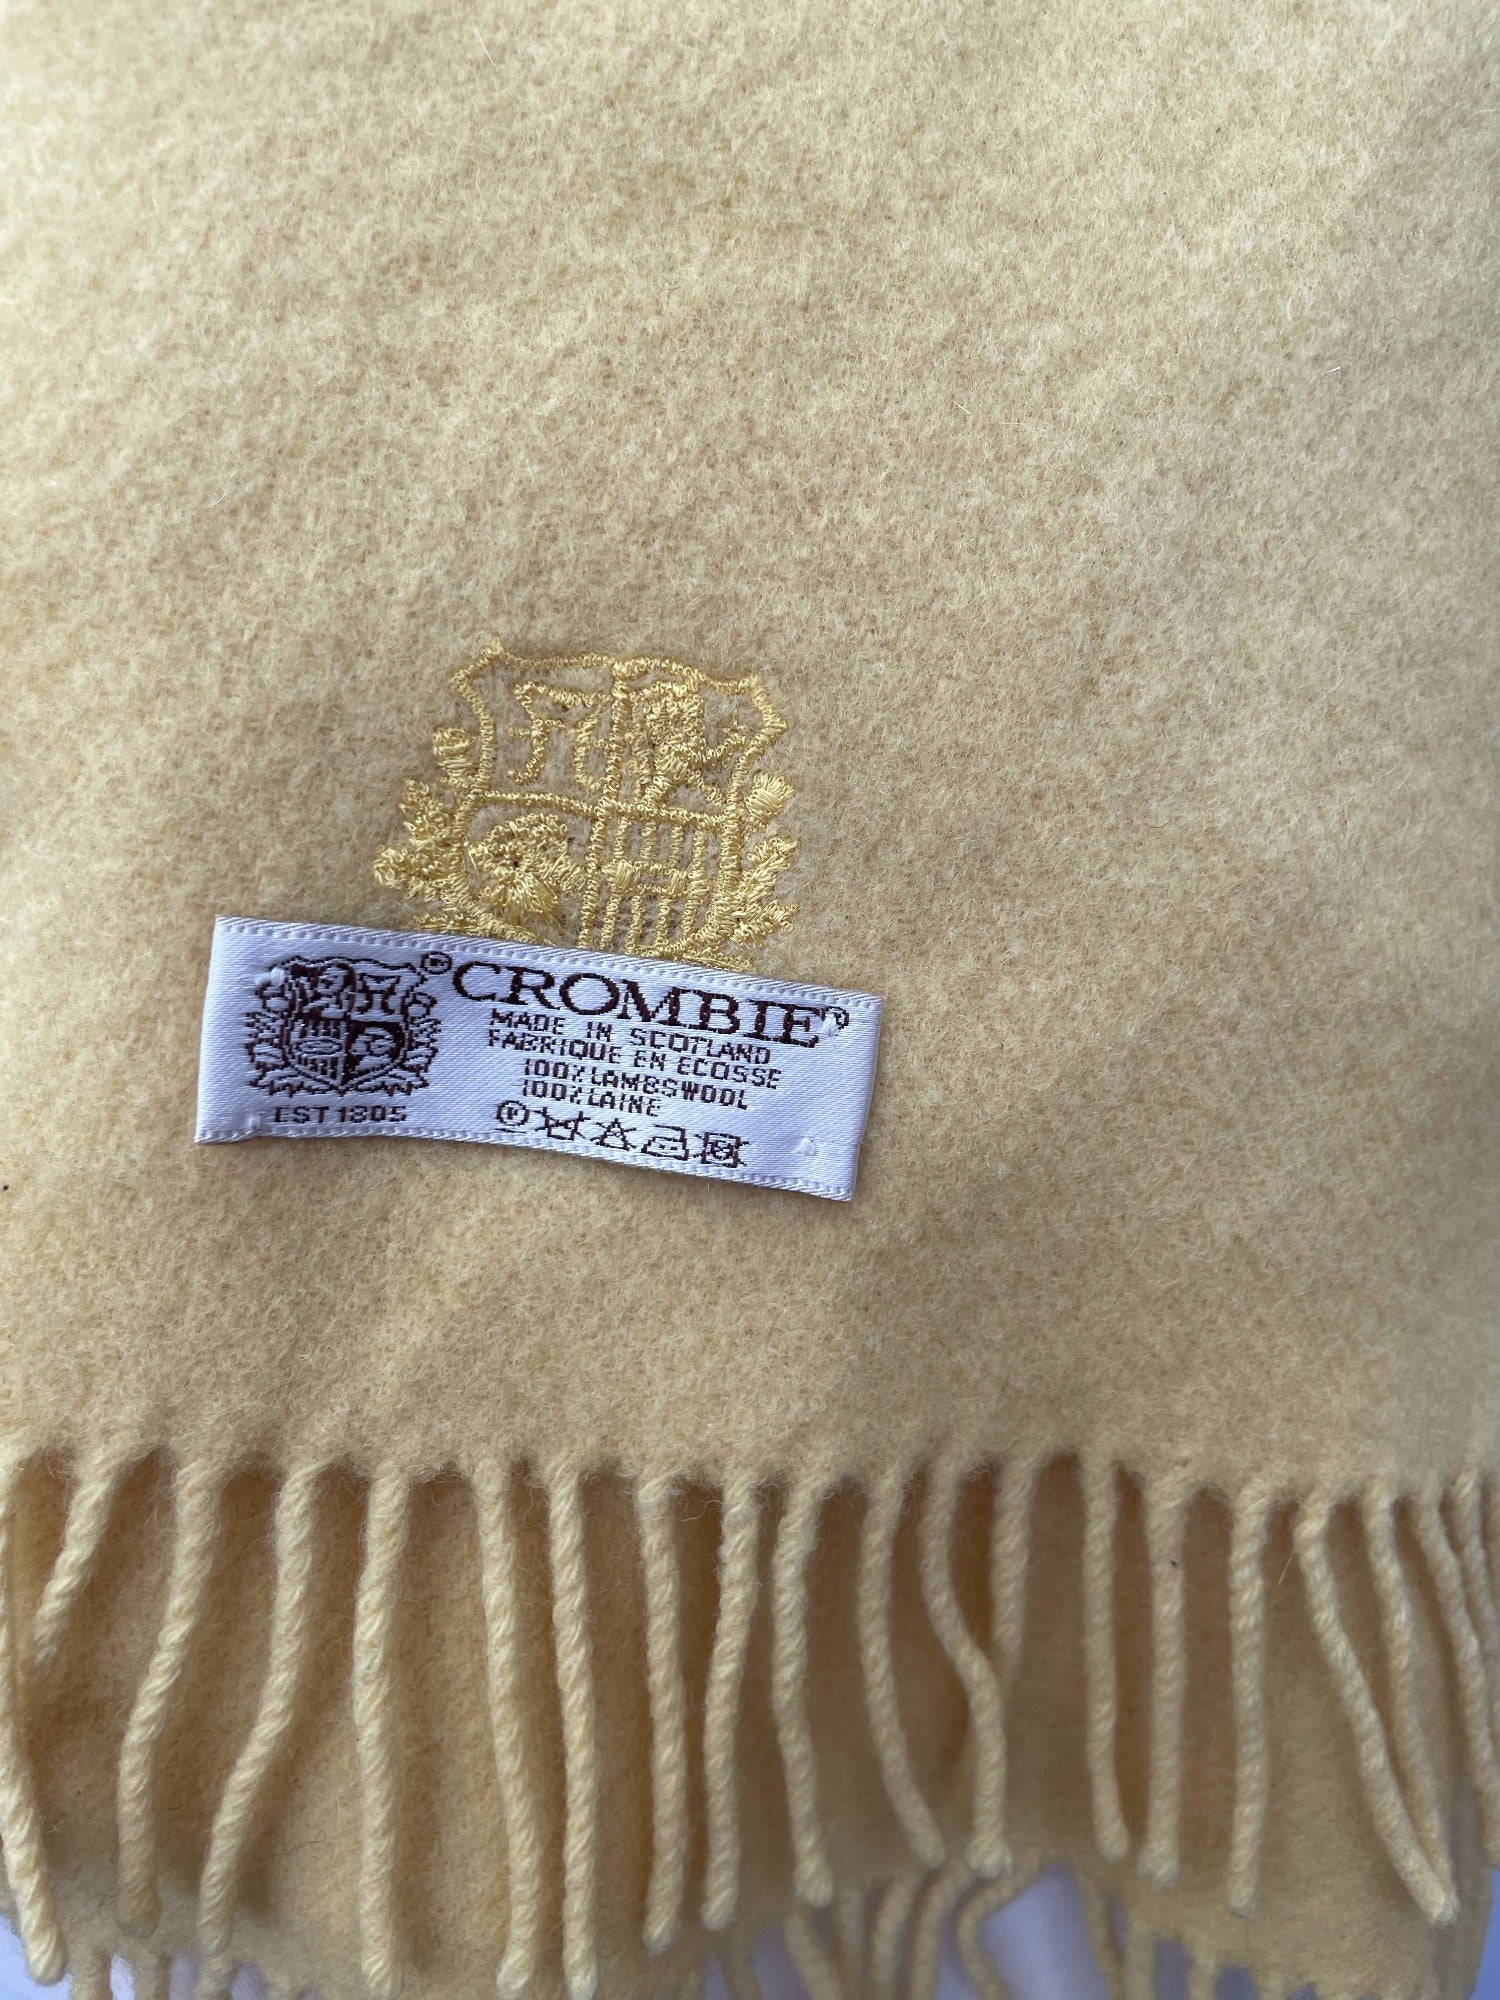 ® CROMBIE®
MADE IN SCOTLAND
FABRIQUE EN ECOSSE
100% LAMBSWOOL
100% LAINE
EST 1805
P